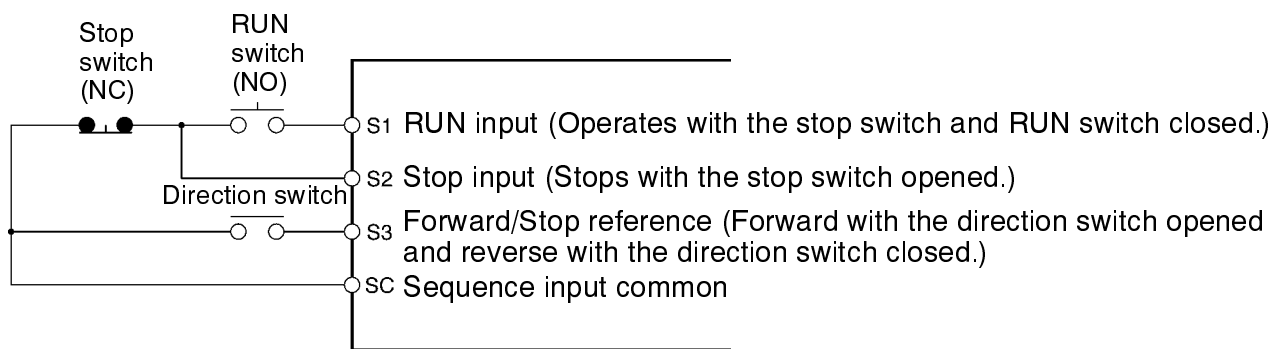 Stop
switch
(NC)
RUN
switch
(NO)
S1 RUN input (Operates with the stop switch and RUN switch closed.)
S2 Stop input (Stops with the stop switch opened.)
Direction switch
S3 Forward/Stop reference (Forward with the direction switch opened
and reverse with the direction switch closed.)
SC Sequence input common